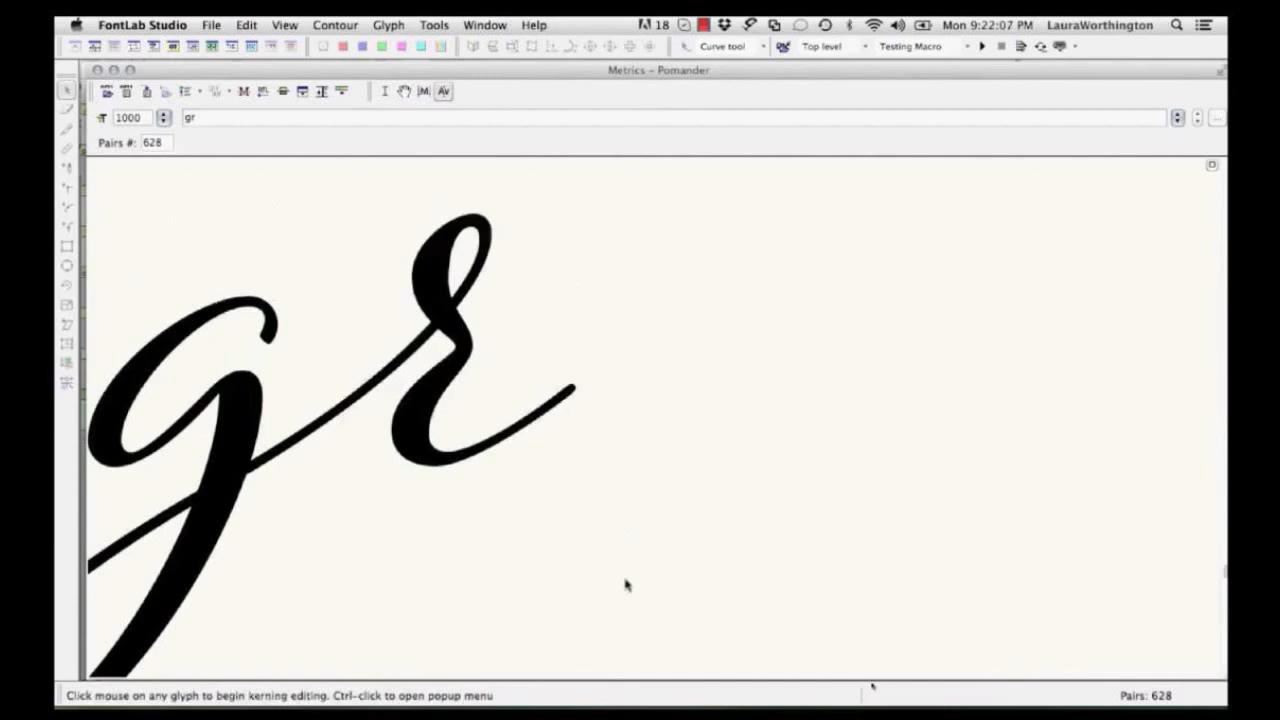 FontLab Studio File Edit View Contour Glyph Tools Window Help 18 Mon 9:22:07 PM LauraWorthington
Curve tool Top level Testing Macro
Metrics – Pomander
1000 gr
Pairs #: 628
gr
Click mouse on any glyph to begin kerning editing. Ctrl-click to open popup menu Pairs: 628